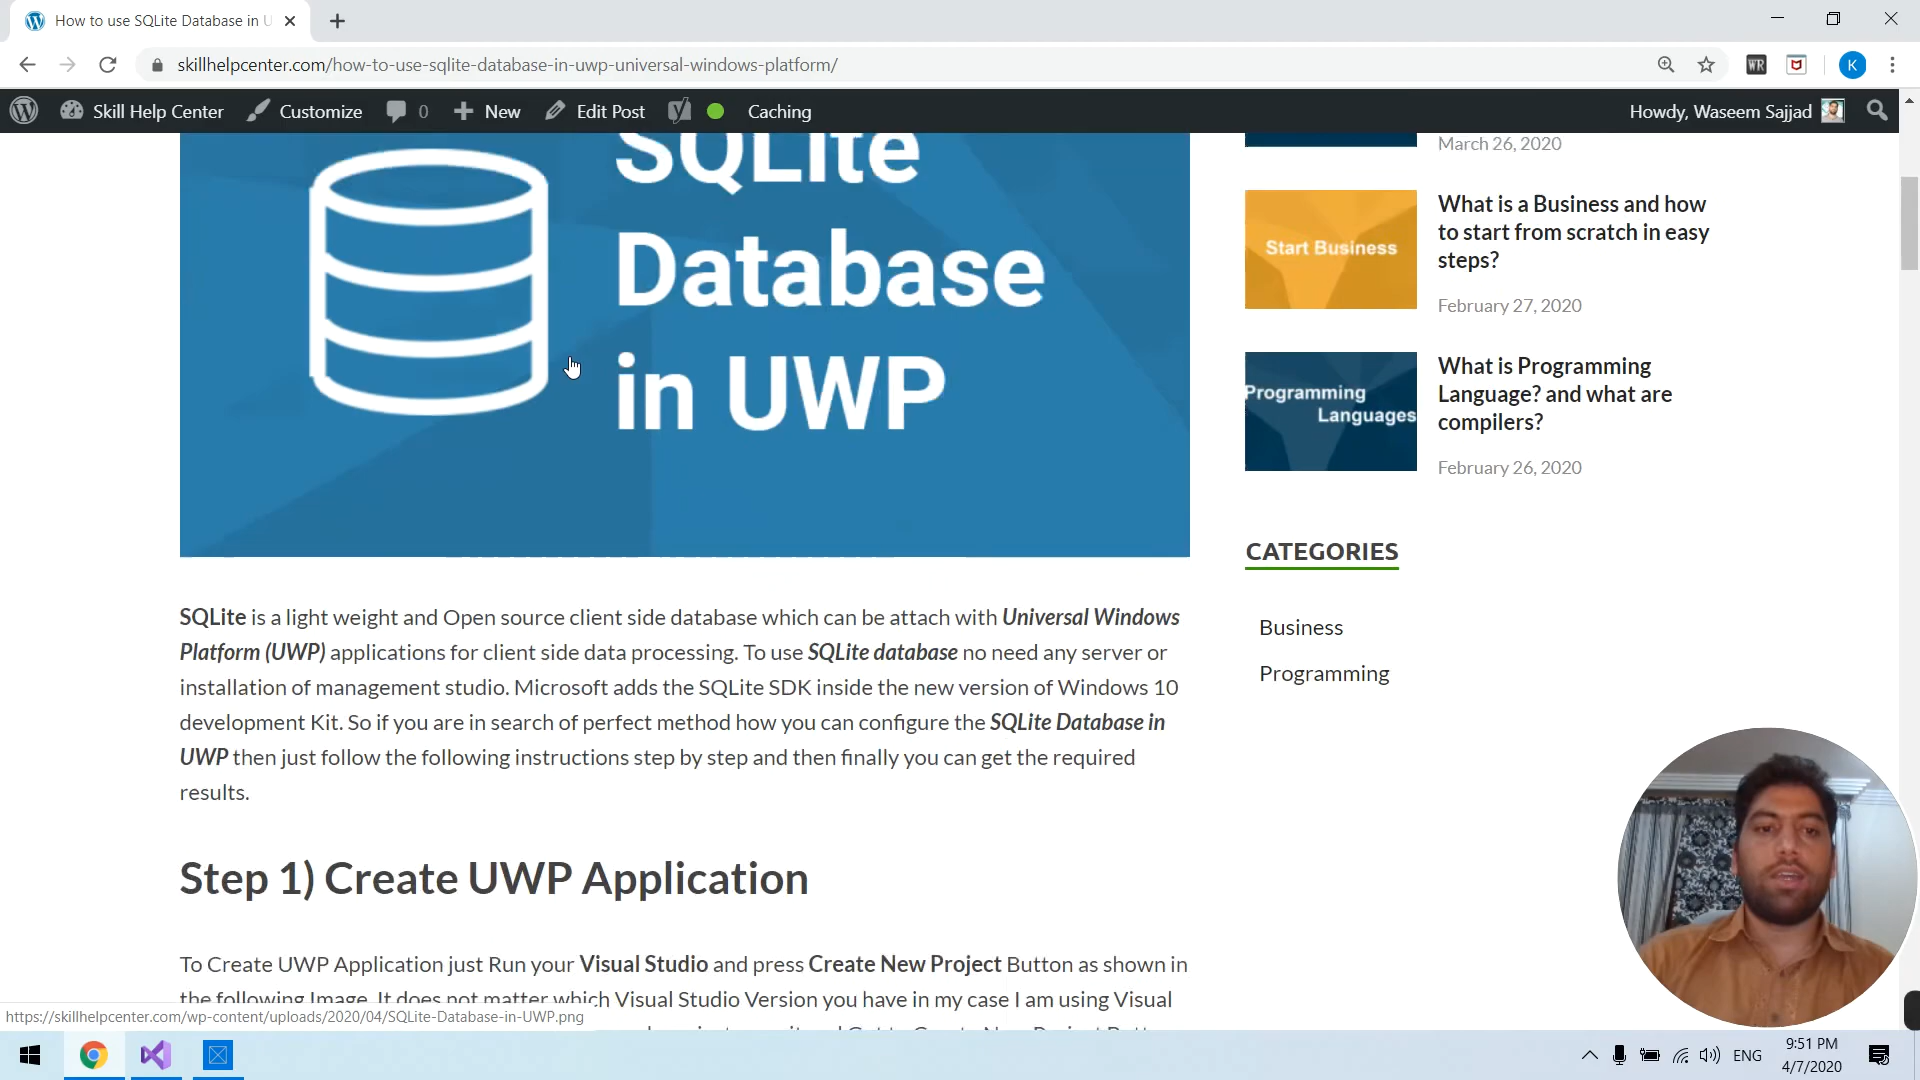 How to use SQLite Database in U
skillhelpcenter.com/how-to-use-sqlite-database-in-uwp-universal-windows-platform/
WR
K
Skill Help Center
Customize
0
New
Edit Post
Caching
Howdy, Waseem Sajjad
SQLite
Database
in UWP
March 26, 2020
Start Business
What is a Business and how
to start from scratch in easy
steps?
February 27, 2020
Programming
Languages
What is Programming
Language? and what are
compilers?
February 26, 2020
CATEGORIES
Business
Programming
SQLite is a light weight and Open source client side database which can be attach with Universal Windows
Platform (UWP) applications for client side data processing. To use SQLite database no need any server or
installation of management studio. Microsoft adds the SQLite SDK inside the new version of Windows 10
development Kit. So if you are in search of perfect method how you can configure the SQLite Database in
UWP then just follow the following instructions step by step and then finally you can get the required
results.
Step 1) Create UWP Application
To Create UWP Application just Run your Visual Studio and press Create New Project Button as shown in
the following Image. It does not matter which Visual Studio Version you have in my case I am using Visual
https://skillhelpcenter.com/wp-content/uploads/2020/04/SQLite-Database-in-UWP.png
ENG
9:51 PM
4/7/2020